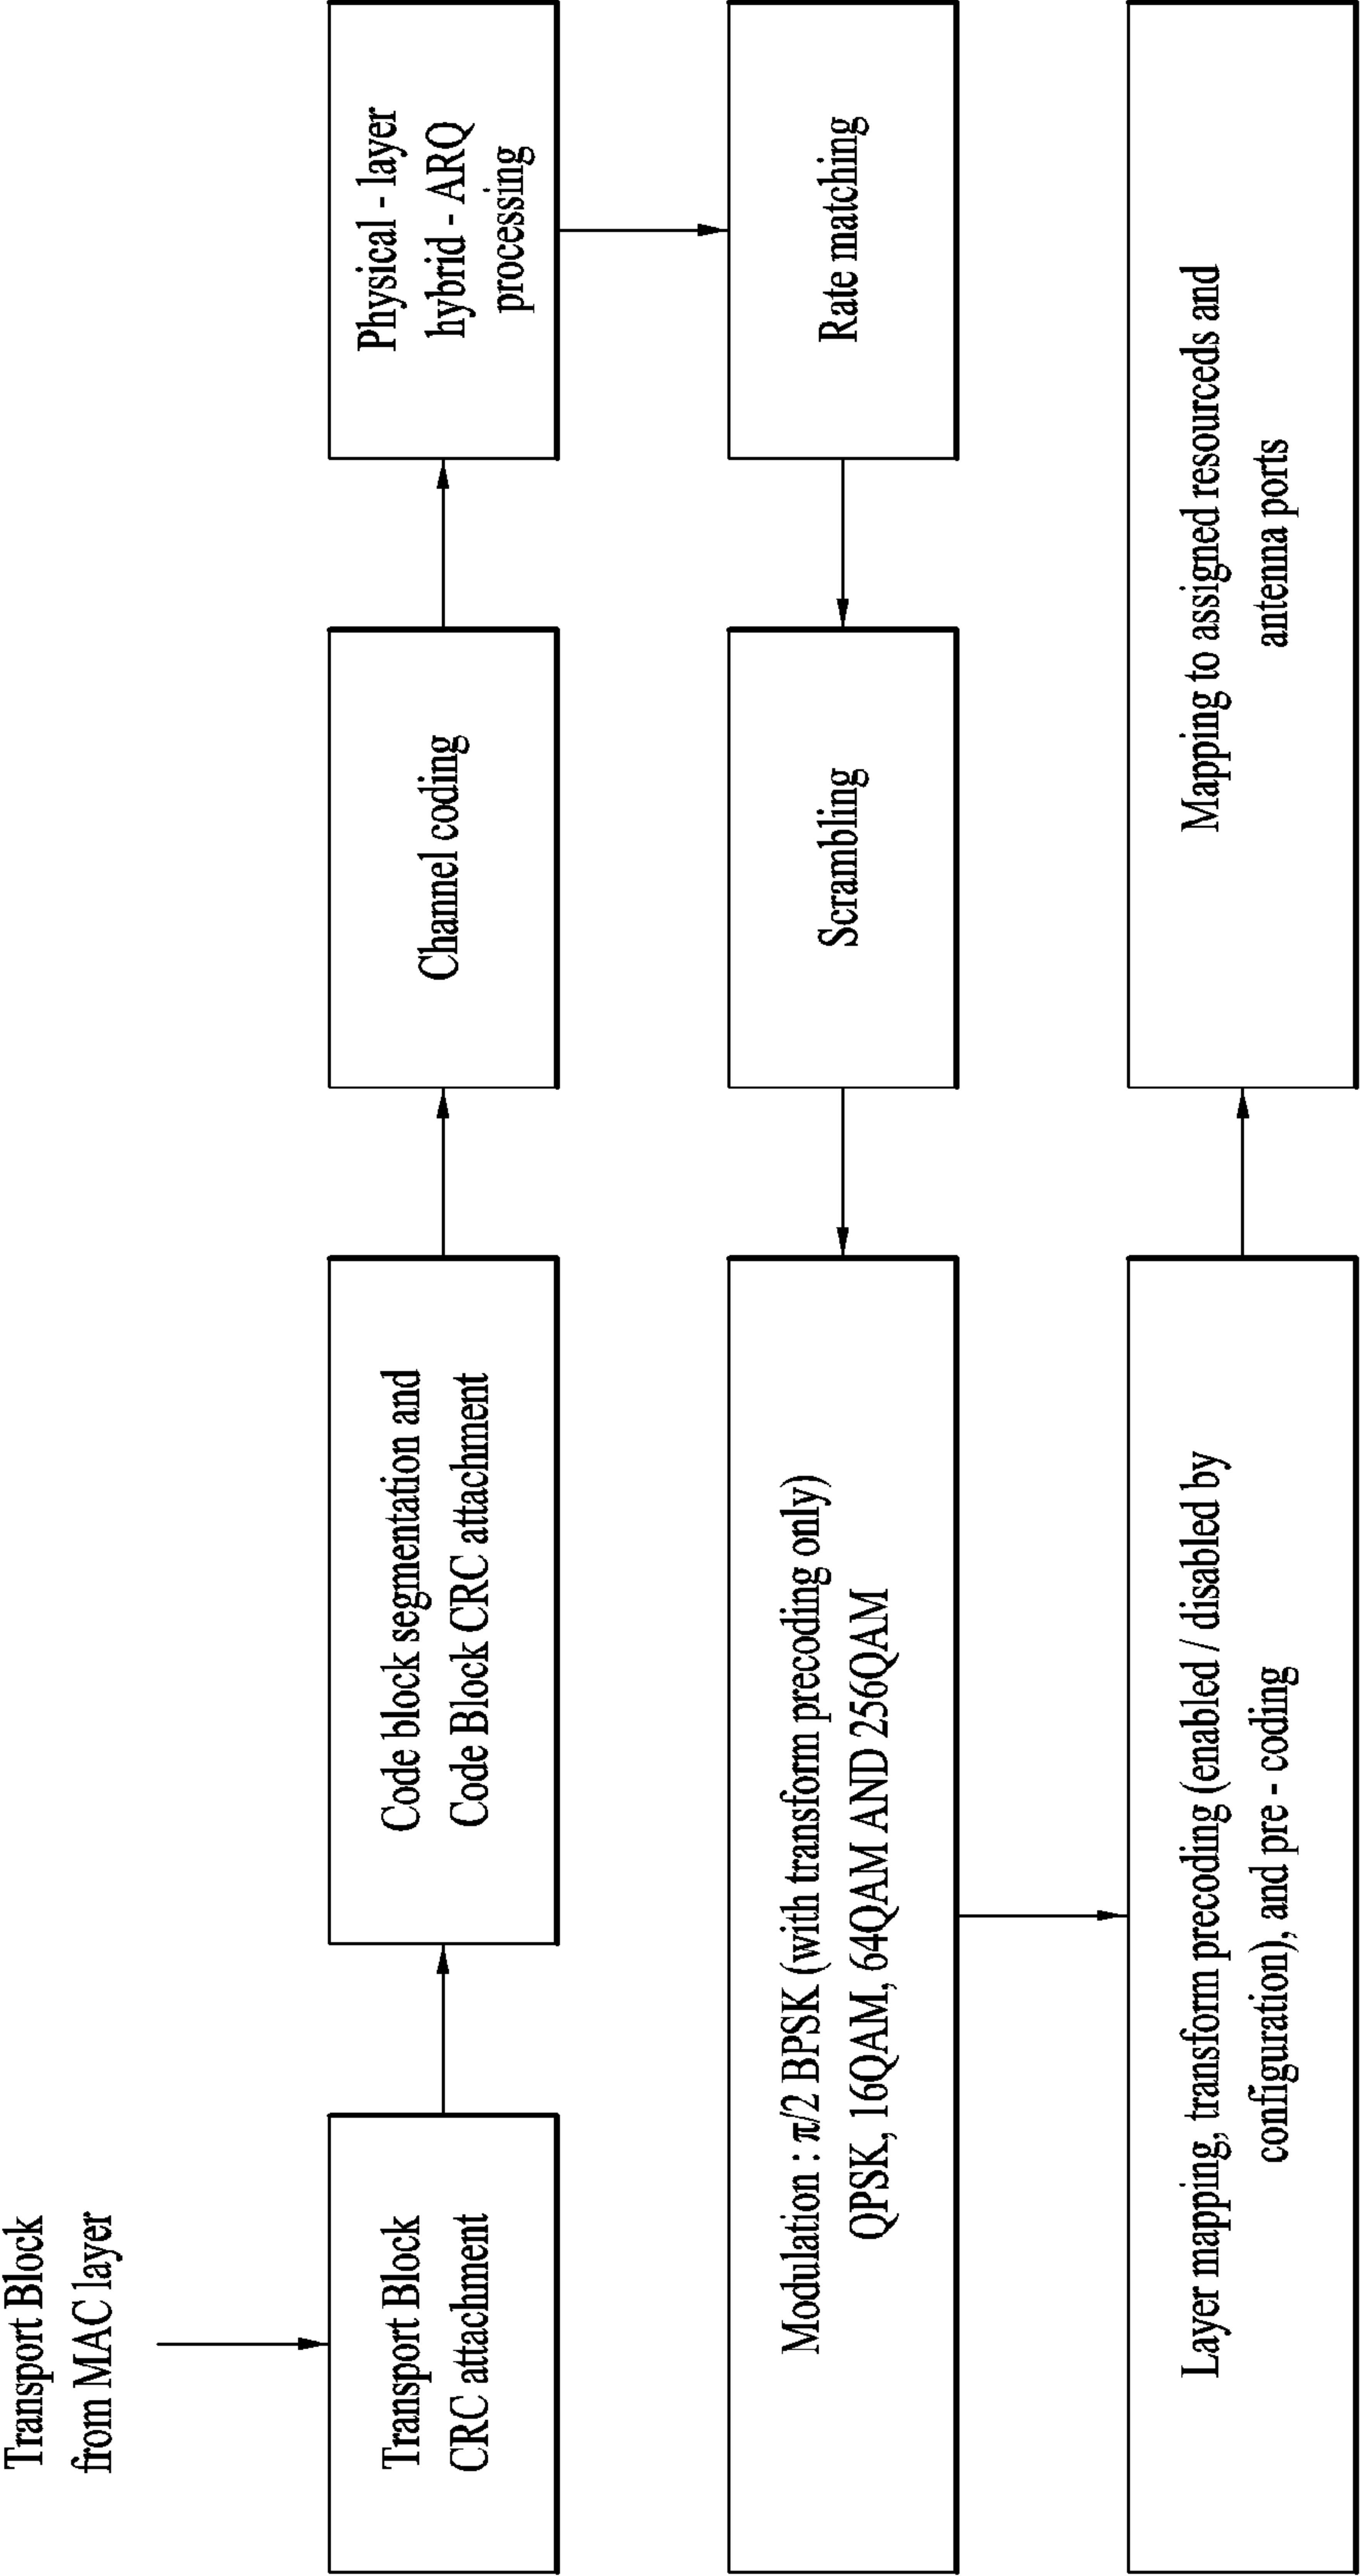 Transport Block
from MAC layer
Transport Block
CRC attachment
Code block segmentation and
Code Block CRC attachment
Channel coding
Physical - layer
hybrid - ARQ
processing
Rate matching
Scrambling
Modulation : π/2 BPSK (with transform precoding only)
QPSK, 16QAM, 64QAM AND 256QAM
Layer mapping, transform precoding (enabled / disabled by
configuration), and pre - coding
Mapping to assigned resourceds and
antenna ports